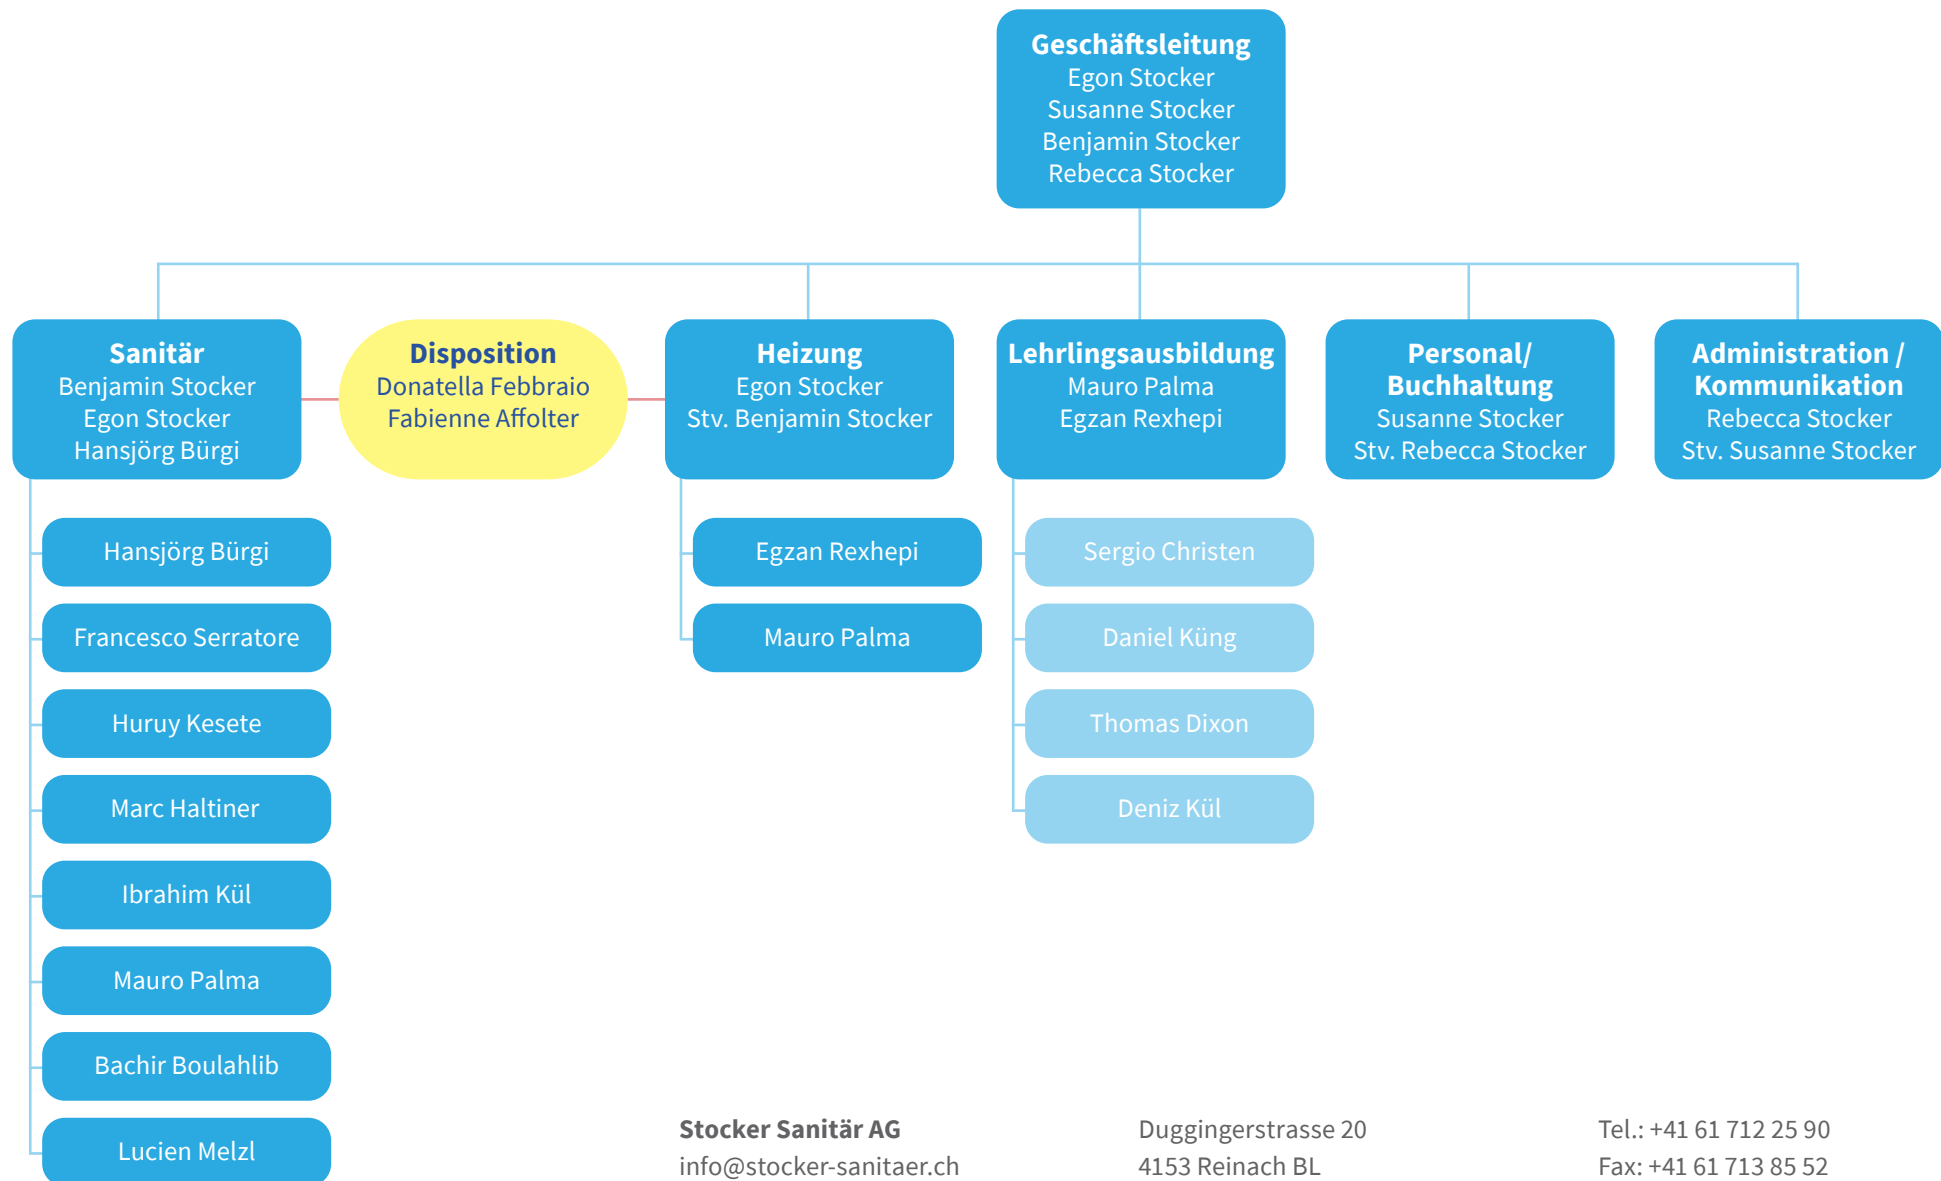 Geschäftsleitung
Egon Stocker
Susanne Stocker
Benjamin Stocker
Rebecca Stocker
Sanitär
Benjamin Stocker
Egon Stocker
Hansjörg Bürgi
Disposition
Donatella Febbraio
Fabienne Affolter
Heizung
Egon Stocker
Stv. Benjamin Stocker
Lehrlingsausbildung
Mauro Palma
Egzan Rexhepi
Personal/
Buchhaltung
Susanne Stocker
Stv. Rebecca Stocker
Administration /
Kommunikation
Rebecca Stocker
Stv. Susanne Stocker
Hansjörg Bürgi
Francesco Serratore
Huruy Kesete
Marc Haltiner
Ibrahim Kül
Mauro Palma
Bachir Boulahlib
Lucien Melzl
Egzan Rexhepi
Mauro Palma
Sergio Christen
Daniel Küng
Thomas Dixon
Deniz Kül
Stocker Sanitär AG
info@stocker-sanitaer.ch
Duggingerstrasse 20
4153 Reinach BL
Tel.: +41 61 712 25 90
Fax: +41 61 713 85 52